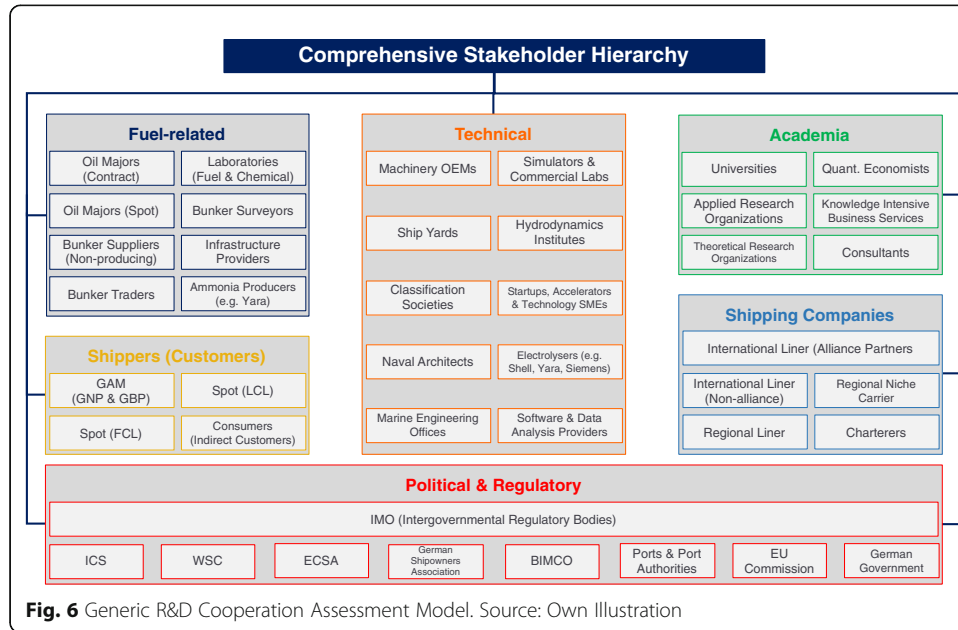 Comprehensive Stakeholder Hierarchy
Fuel-related
Oil Majors
(Contract)
Laboratories
(Fuel & Chemical)
Oil Majors (Spot)
Bunker Surveyors
Bunker Suppliers
(Non-producing)
Infrastructure
Providers
Bunker Traders
Ammonia Producers
(e.g. Yara)
Shippers (Customers)
GAM
(GNP & GBP)
Spot (LCL)
Spot (FCL)
Consumers
(Indirect Customers)
Technical
Machinery OEMs
Simulators &
Commercial Labs
Ship Yards
Hydrodynamics
Institutes
Classification
Societies
Startups, Accelerators
& Technology SMEs
Naval Architects
Electrolysers (e.g.
Shell, Yara, Siemens)
Marine Engineering
Offices
Software & Data
Analysis Providers
Academia
Universities
Quant. Economists
Applied Research
Organizations
Knowledge Intensive
Business Services
Theoretical Research
Organizations
Consultants
Shipping Companies
International Liner (Alliance Partners
International Liner
(Non-alliance)
Regional Niche
Carrier
Regional Liner
Charterers
Political & Regulatory
IMO (Intergovernmental Regulatory Bodies)
ICS
WSC
ECSA
German
Shipowners
Association
BIMCO
Ports & Port
Authorities
EU
Commission
German
Government
Fig. 6 Generic R&D Cooperation Assessment Model. Source: Own Illustration